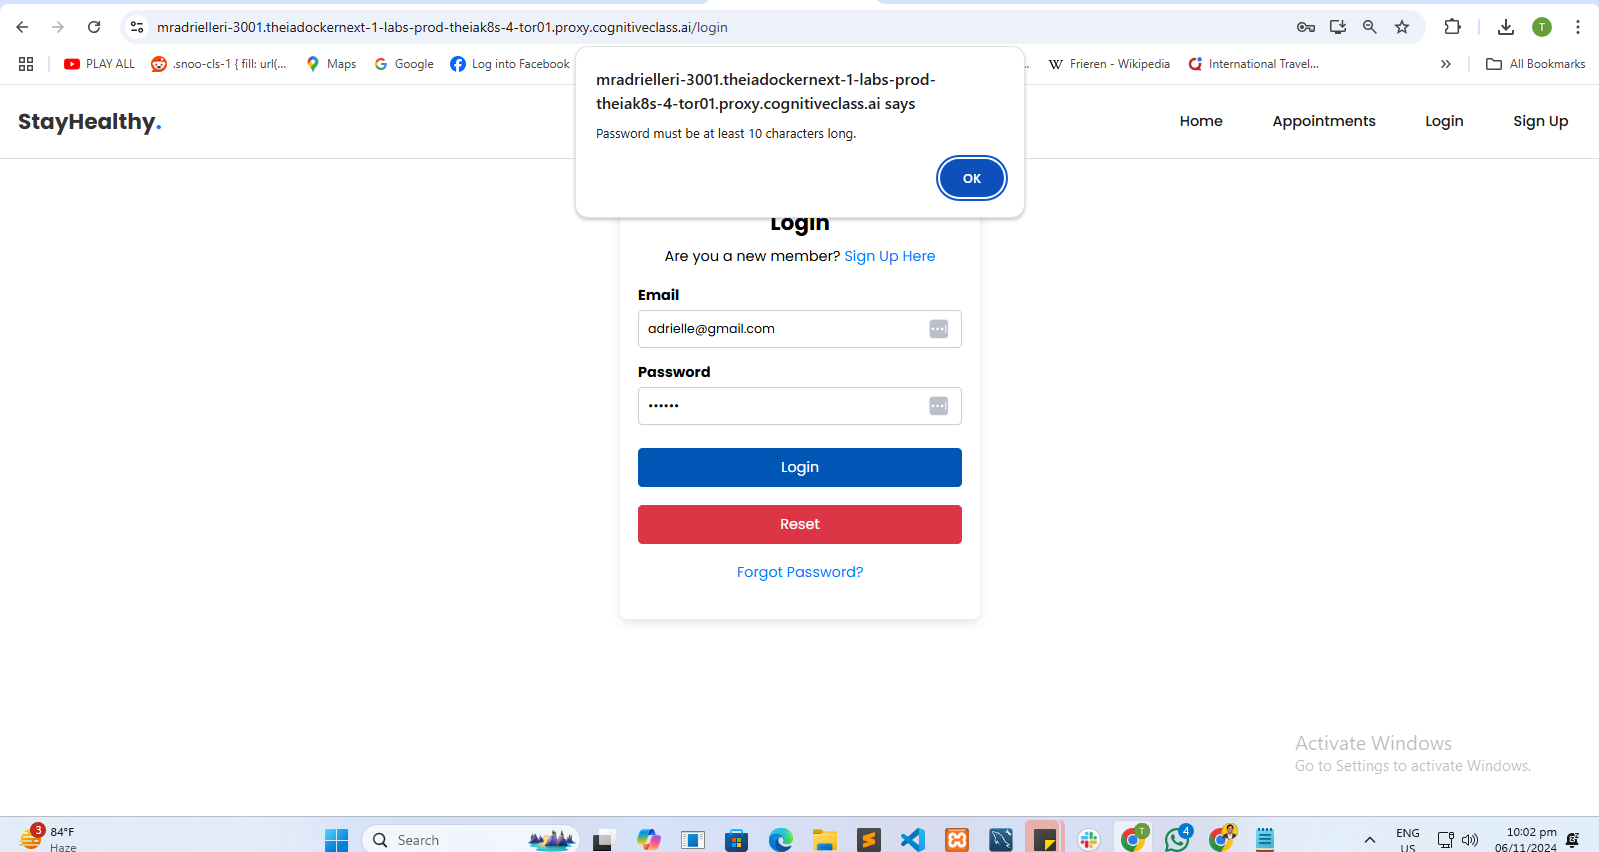 mradrielleri-3001.theiadockernext-1-labs-prod-theiak8s-4-tor01.proxy.cognitiveclass.ai/login
T
PLAY ALL
.snoo-cls-1 { fill: url(...
Maps
Google
Log into Facebook
Frieren - Wikipedia
International Travel...
All Bookmarks
mradrielleri-3001.theiadockernext-1-labs-prod-
theiak8s-4-tor01.proxy.cognitiveclass.ai says
Password must be at least 10 characters long.
OK
StayHealthy.
Home
Appointments
Login
Sign Up
Login
Are you a new member? Sign Up Here
Email
adrielle@gmail.com
Password
••••••
Login
Reset
Forgot Password?
Activate Windows
Go to Settings to activate Windows.
3
84°F
Haze
Search
T
4
ENG
US
10:02 pm
06/11/2024